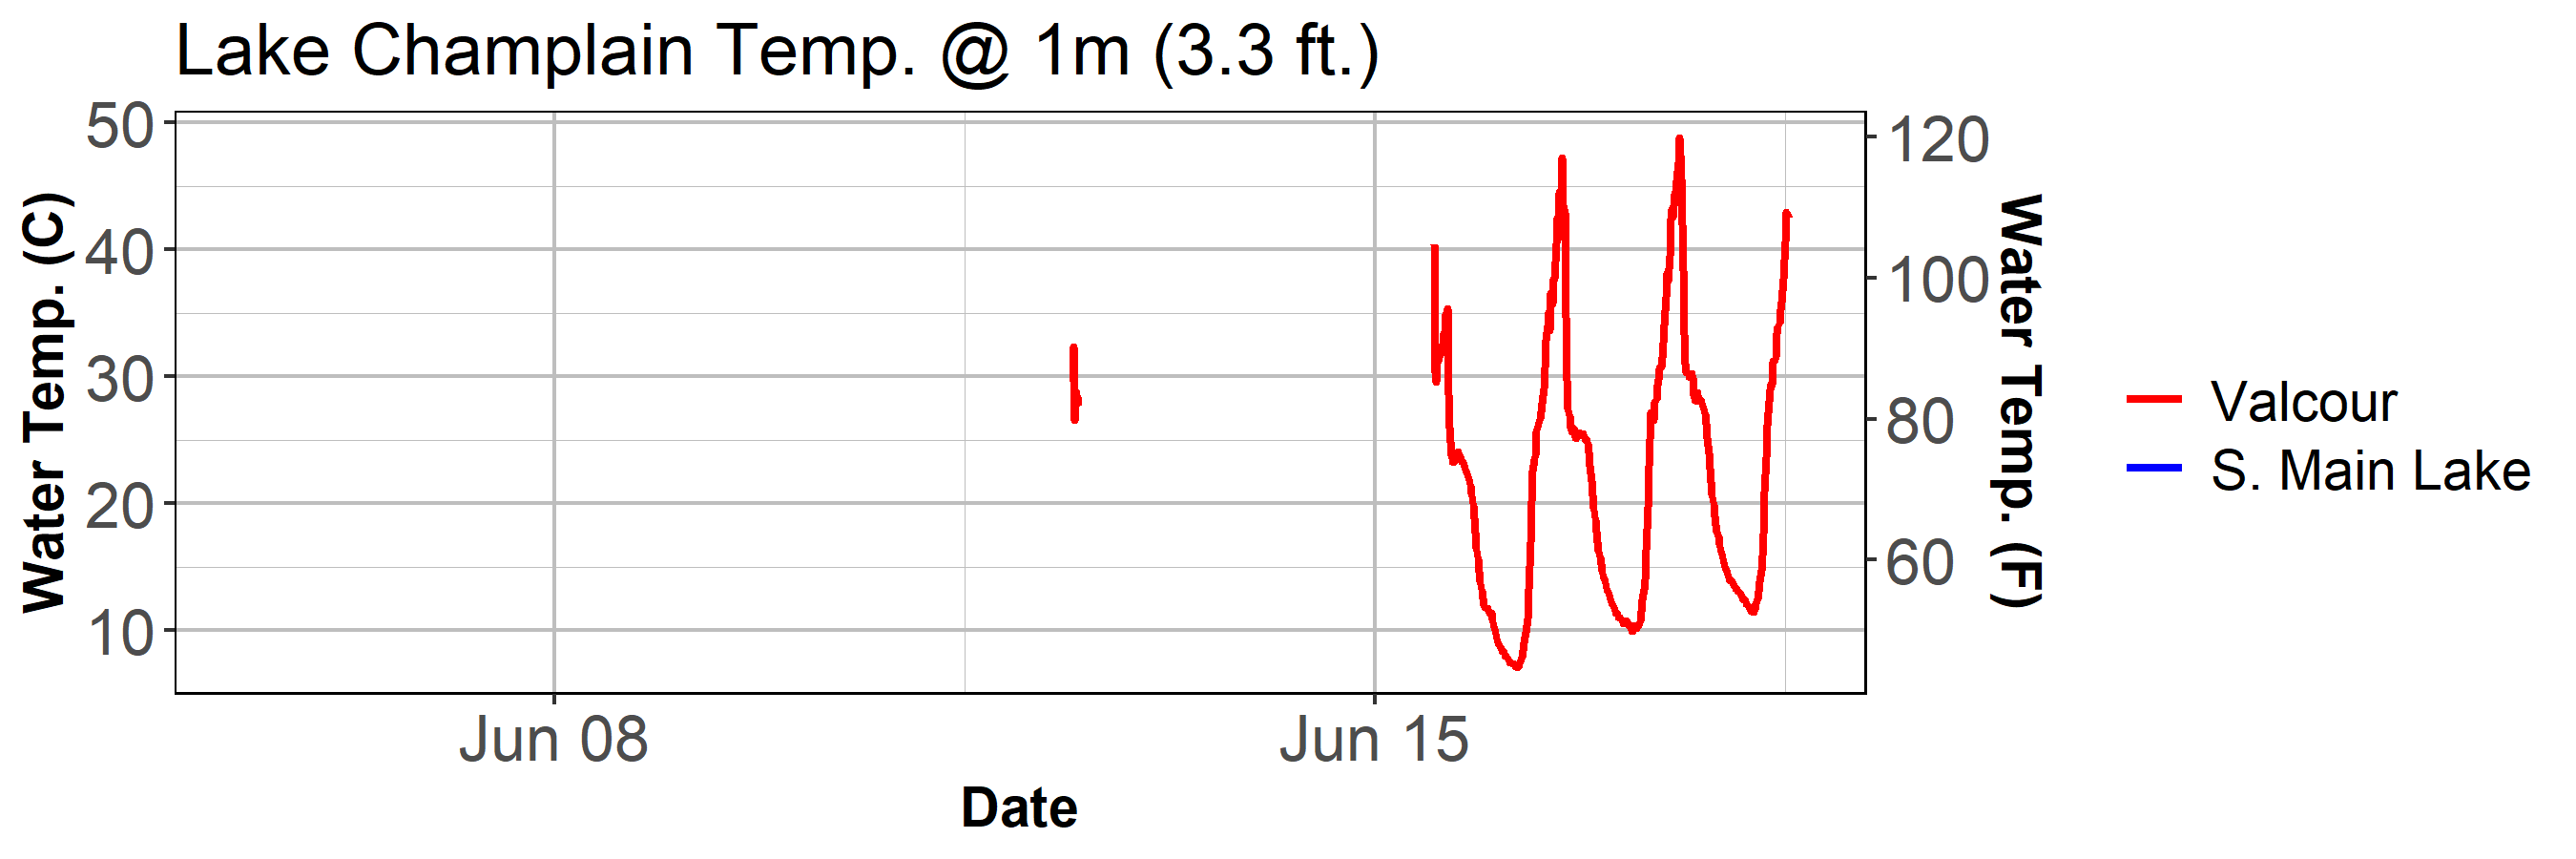 Lake Champlain Temp. @ 1m (3.3 ft.)
Water Temp. (C)
50
40
30
20
10
120
100
80
60
Water Temp. (F)
Jun 08
Jun 15
Date
Valcour
S. Main Lake